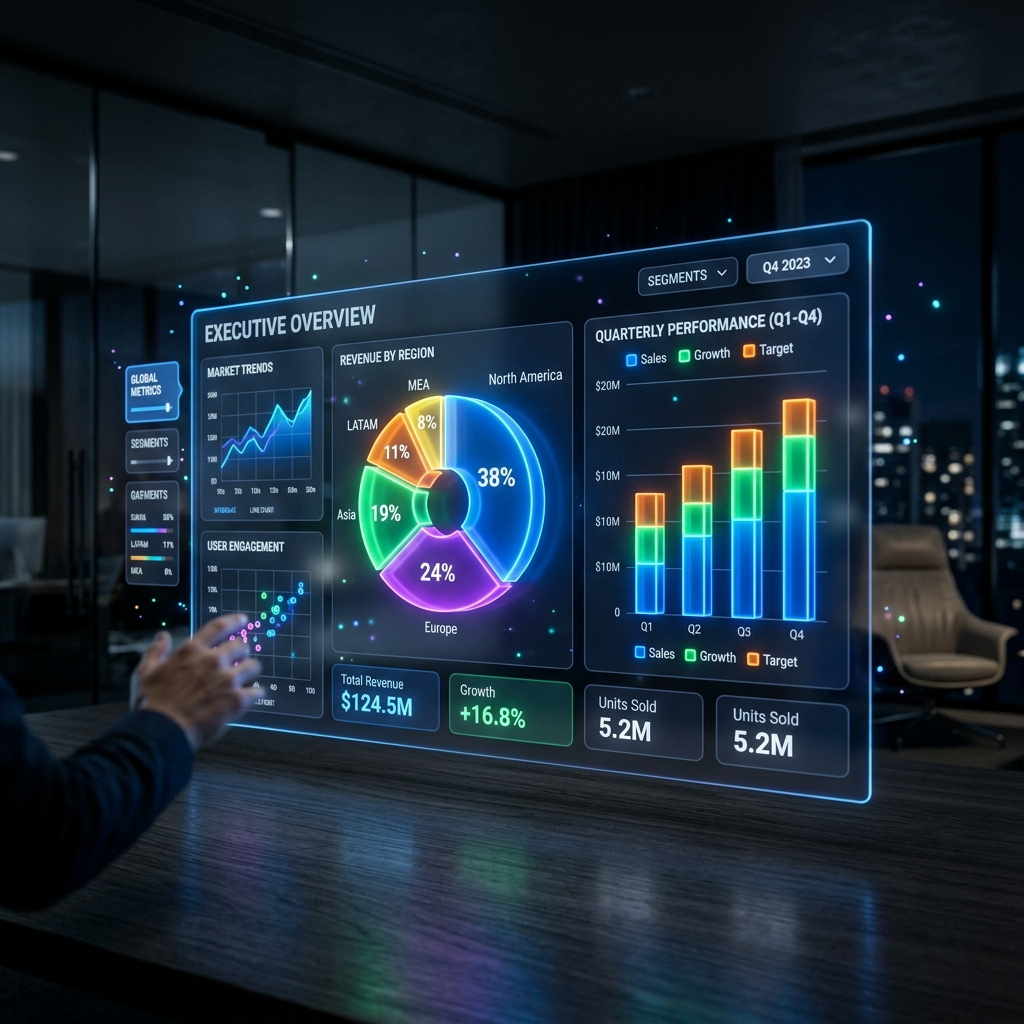 EXECUTIVE OVERVIEW
SEGMENTS
Q4 2023
GLOBAL
METRICS
SEGMENTS
LATAM 11%
MEA
MARKET TRENDS
USER ENGAGEMENT
REVENUE BY REGION
MEA
North America
LATAM
8%
11%
38%
Asia
19%
24%
Europe
QUARTERLY PERFORMANCE (Q1-Q4)
Sales Growth Target
$20M
$20M
$10M
$10M
$10M
0
Q1 Q2 Q4
Sales Growth Target
Total Revenue
$124.5M
Growth
+16.8%
Units Sold
5.2M
Units Sold
5.2M